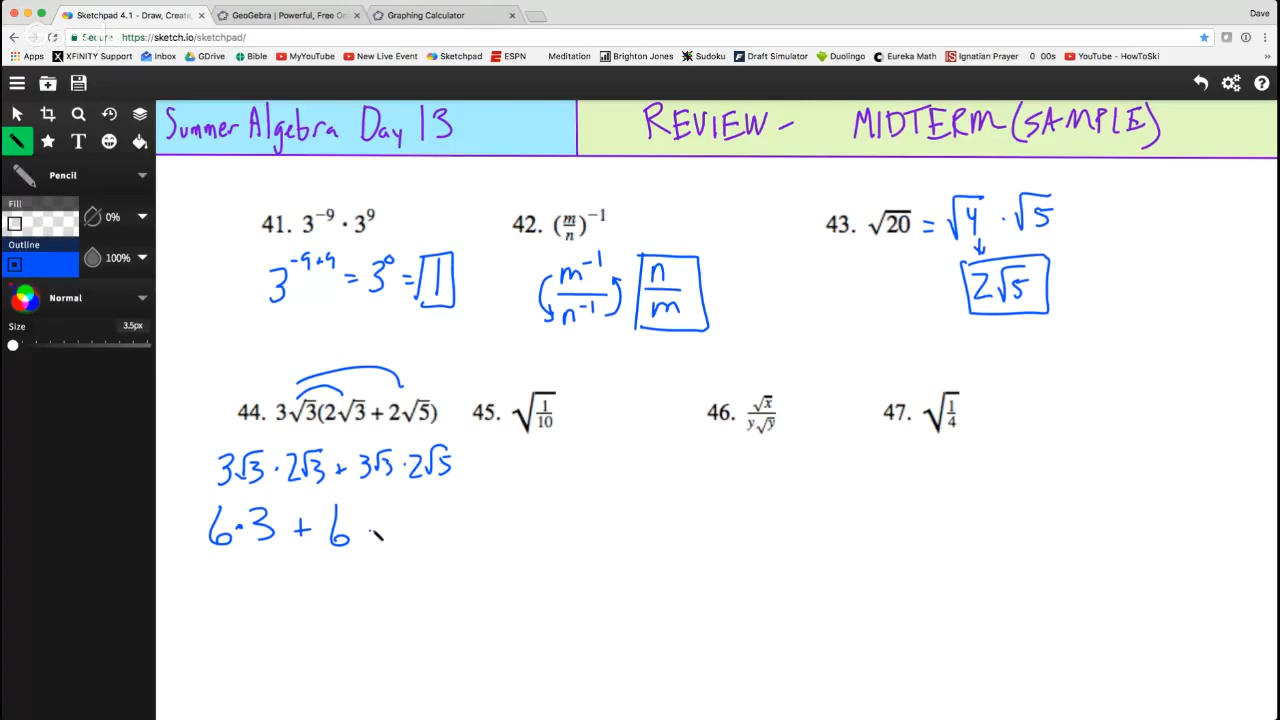 Sketchpad 4.1 - Draw, Create, GeoGebra | Powerful, Free On Graphing Calculator Dave
Secure https://sketch.io/sketchpad/
Apps XFINITY Support Inbox GDrive Bible MyYouTube New Live Event Sketchpad ESPN Meditation Brighton Jones Sudoku Draft Simulator Duolingo Eureka Math Ignatian Prayer 00s YouTube - HowToSki »
Summer Algebra Day 13 REVIEW - MIDTERM (SAMPLE)
Pencil
Fill
0%
Outline
100%
Normal
Size 3.5px
41. 3⁻⁹ · 3⁹ 42. (m/n)⁻¹ 43. √20 = √4 · √5
3⁻⁹⁺⁹ = 3⁰ = 1 m⁻¹/n⁻¹ n/m 2√5
44. 3√3(2√3 + 2√5) 45. √(1/10) 46. √x/y√y 47. √(1/4)
3√3 · 2√3 + 3√3 · 2√5
6 · 3 + 6 ·